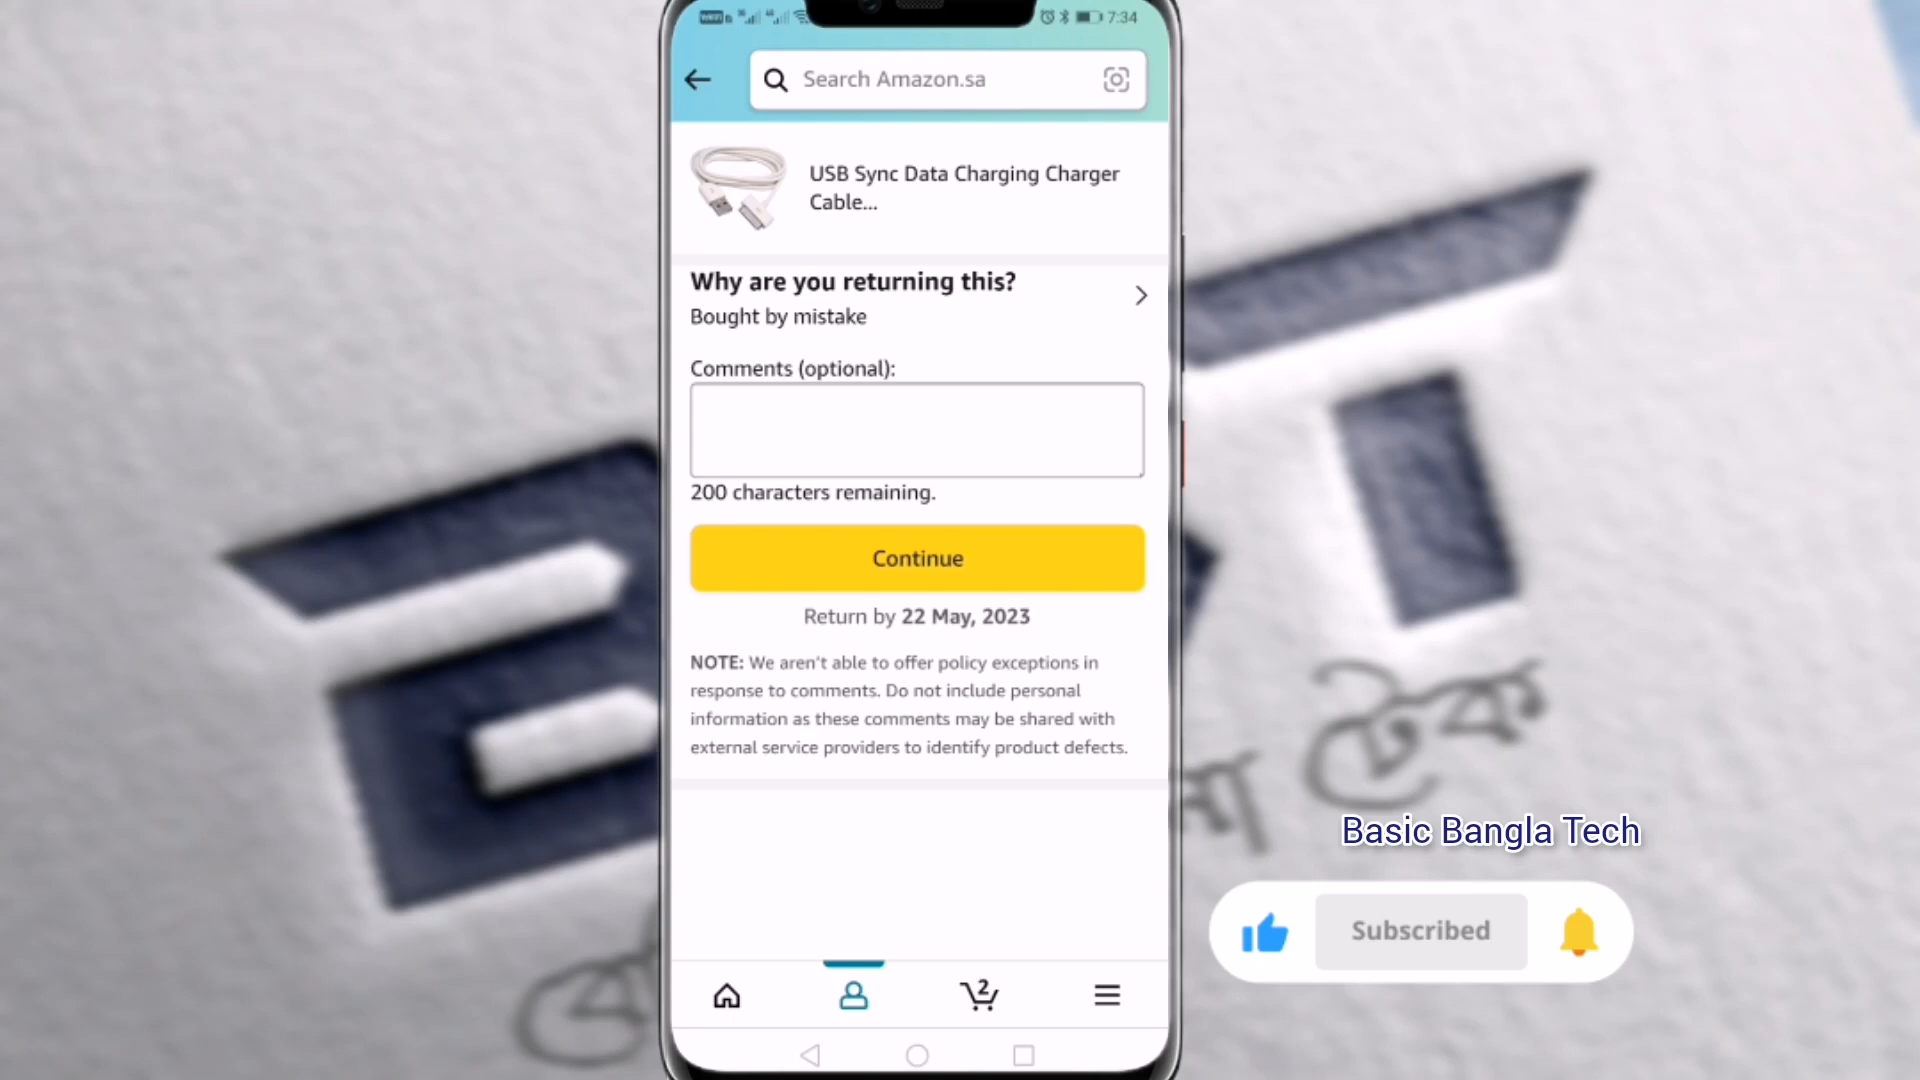 7:34
Search Amazon.sa
USB Sync Data Charging Charger
Cable...
Why are you returning this?
Bought by mistake
Comments (optional):
200 characters remaining.
Continue
Return by 22 May, 2023
NOTE: We aren't able to offer policy exceptions in
response to comments. Do not include personal
information as these comments may be shared with
external service providers to identify product defects.
2
টেক
Basic Bangla Tech
Subscribed